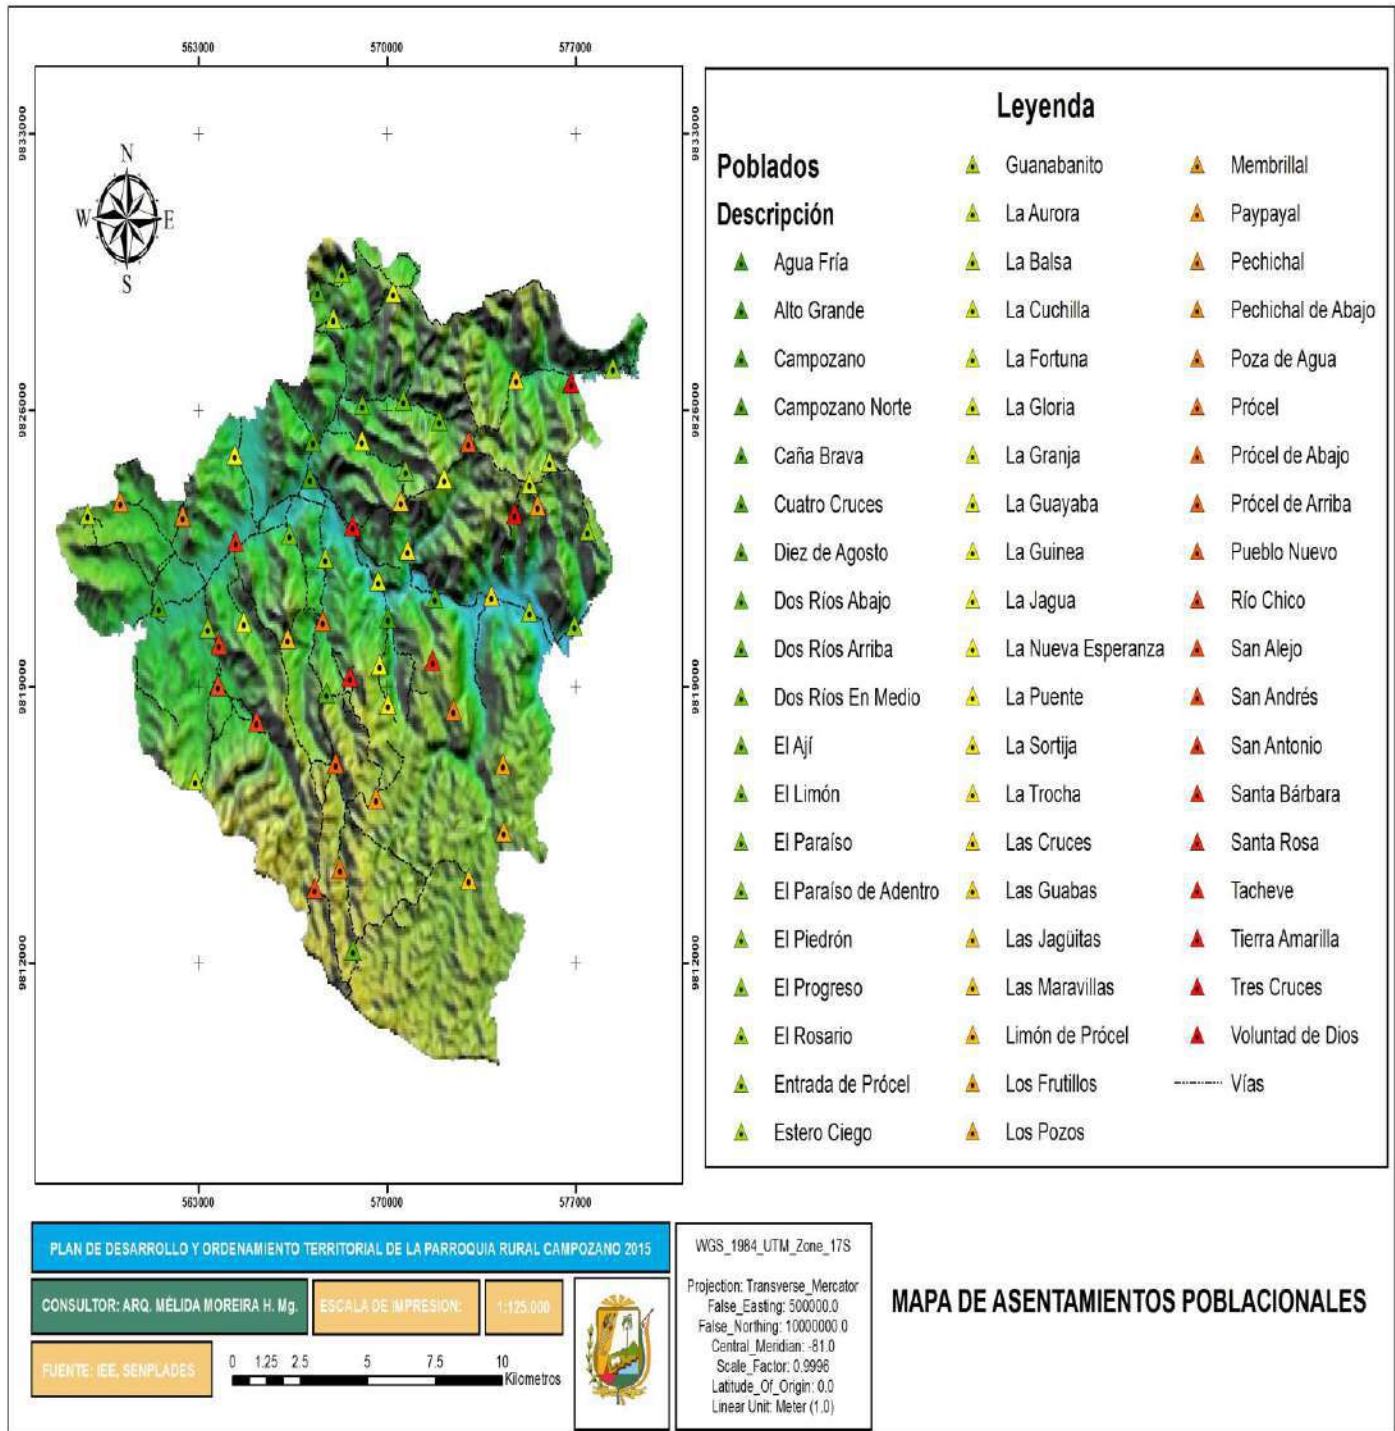 563000 570000 577000
9833000 9833000
N
W E
S
9826000 9826000
9819000 9819000
9812000 9812000
563000 570000 577000
Leyenda
Poblados
Descripción
Agua Fría
Alto Grande
Campozano
Campozano Norte
Caña Brava
Cuatro Cruces
Diez de Agosto
Dos Ríos Abajo
Dos Ríos Arriba
Dos Ríos En Medio
El Ají
El Limón
El Paraíso
El Paraíso de Adentro
El Piedrón
El Progreso
El Rosario
Entrada de Prócel
Estero Ciego
Guanabanito
La Aurora
La Balsa
La Cuchilla
La Fortuna
La Gloria
La Granja
La Guayaba
La Guinea
La Jagua
La Nueva Esperanza
La Puente
La Sortija
La Trocha
Las Cruces
Las Guabas
Las Jagüitas
Las Maravillas
Limón de Prócel
Los Frutillos
Los Pozos
Membrillal
Paypayal
Pechichal
Pechichal de Abajo
Poza de Agua
Prócel
Prócel de Abajo
Prócel de Arriba
Pueblo Nuevo
Río Chico
San Alejo
San Andrés
San Antonio
Santa Bárbara
Santa Rosa
Tacheve
Tierra Amarilla
Tres Cruces
Voluntad de Dios
Vías
PLAN DE DESARROLLO Y ORDENAMIENTO TERRITORIAL DE LA PARROQUIA RURAL CAMPOZANO 2015
CONSULTOR: ARQ. MÉLIDA MOREIRA H. Mg.
ESCALA DE IMPRESION:
1:125.000
FUENTE: IEE, SENPLADES
0 1.25 2.5 5 7.5 10
Kilometros
WGS_1984_UTM_Zone_17S
Projection: Transverse_Mercator
False_Easting: 500000.0
False_Northing: 10000000.0
Central_Meridian: -81.0
Scale_Factor: 0.9996
Latitude_Of_Origin: 0.0
Linear Unit: Meter (1.0)
MAPA DE ASENTAMIENTOS POBLACIONALES